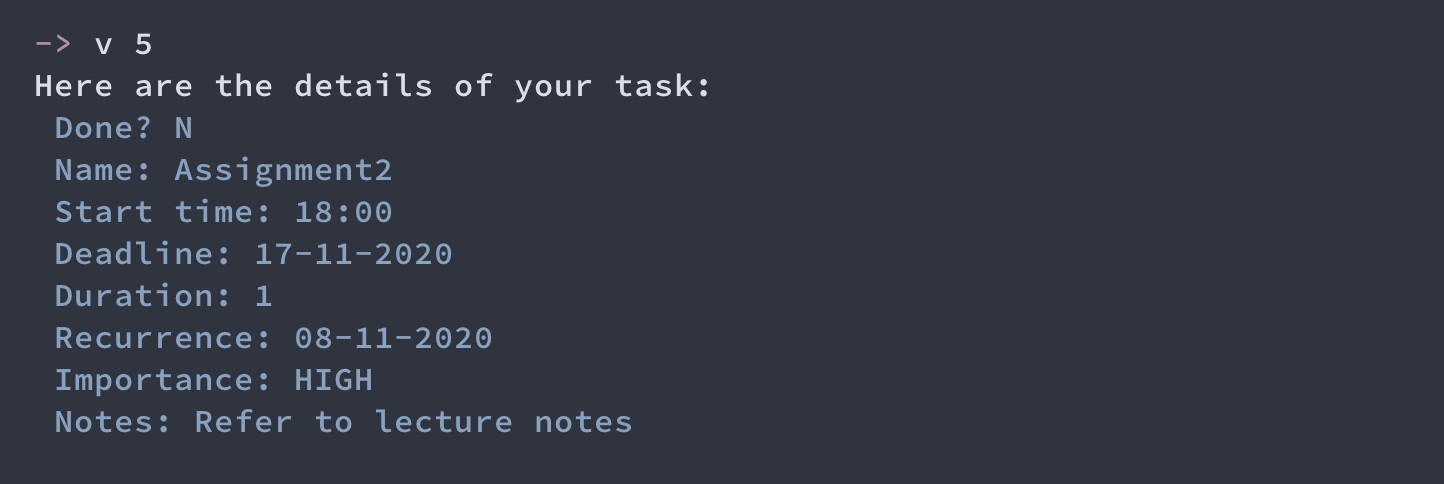 -> v 5
Here are the details of your task:
Done? N
Name: Assignment2
Start time: 18:00
Deadline: 17-11-2020
Duration: 1
Recurrence: 08-11-2020
Importance: HIGH
Notes: Refer to lecture notes